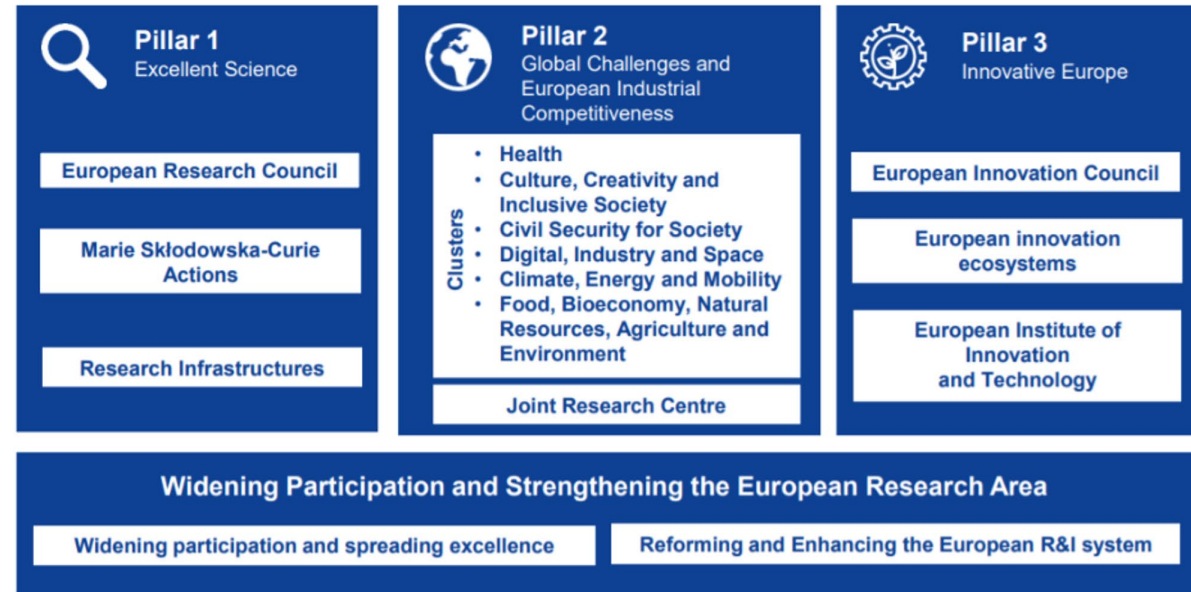 Pillar 1
Excellent Science
European Research Council
Marie Skłodowska-Curie
Actions
Research Infrastructures
Pillar 2
Global Challenges and
European Industrial
Competitiveness
Clusters
• Health
• Culture, Creativity and
Inclusive Society
• Civil Security for Society
• Digital, Industry and Space
• Climate, Energy and Mobility
• Food, Bioeconomy, Natural
Resources, Agriculture and
Environment
Joint Research Centre
Pillar 3
Innovative Europe
European Innovation Council
European innovation
ecosystems
European Institute of
Innovation
and Technology
Widening Participation and Strengthening the European Research Area
Widening participation and spreading excellence
Reforming and Enhancing the European R&I system